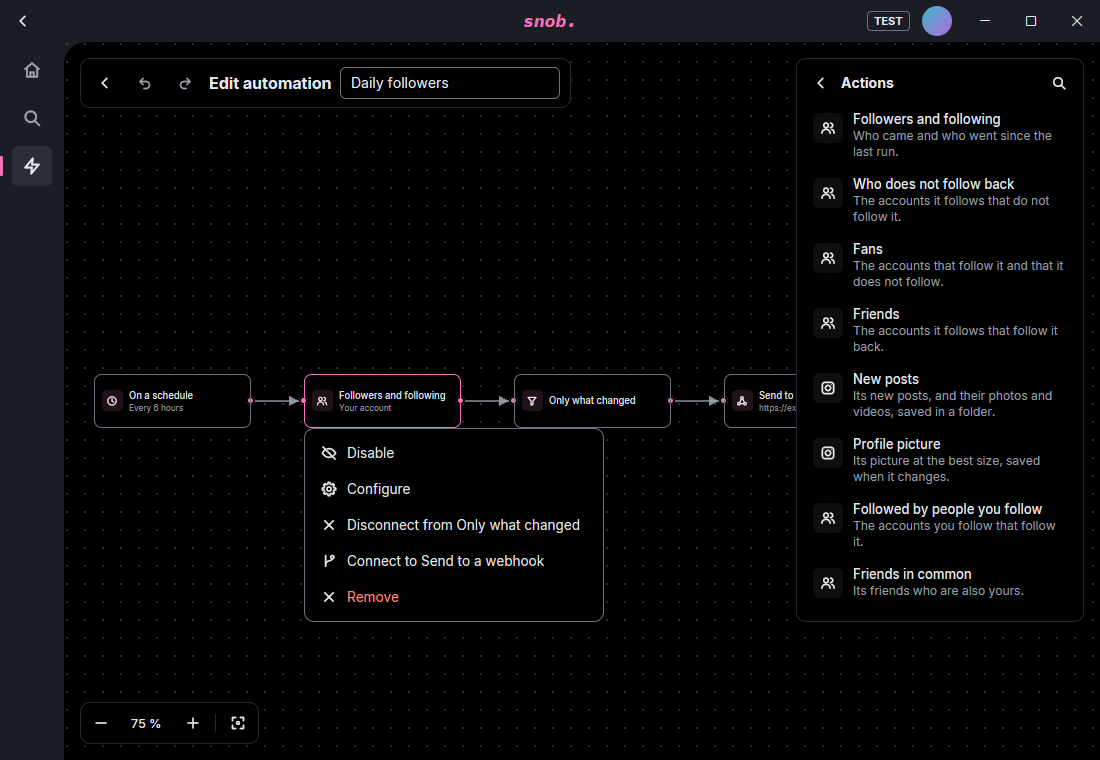 snob.
TEST
Edit automation
Daily followers
Actions
Followers and following
Who came and who went since the
last run.
Who does not follow back
The accounts it follows that do not
follow it.
Fans
The accounts that follow it and that it
does not follow.
Friends
The accounts it follows that follow it
back.
New posts
Its new posts, and their photos and
videos, saved in a folder.
Profile picture
Its picture at the best size, saved
when it changes.
Followed by people you follow
The accounts you follow that follow
it.
Friends in common
Its friends who are also yours.
On a schedule
Every 6 hours
Followers and following
Your account
Only what changed
Send to
https://ex
Disable
Configure
Disconnect from Only what changed
Connect to Send to a webhook
Remove
75 %